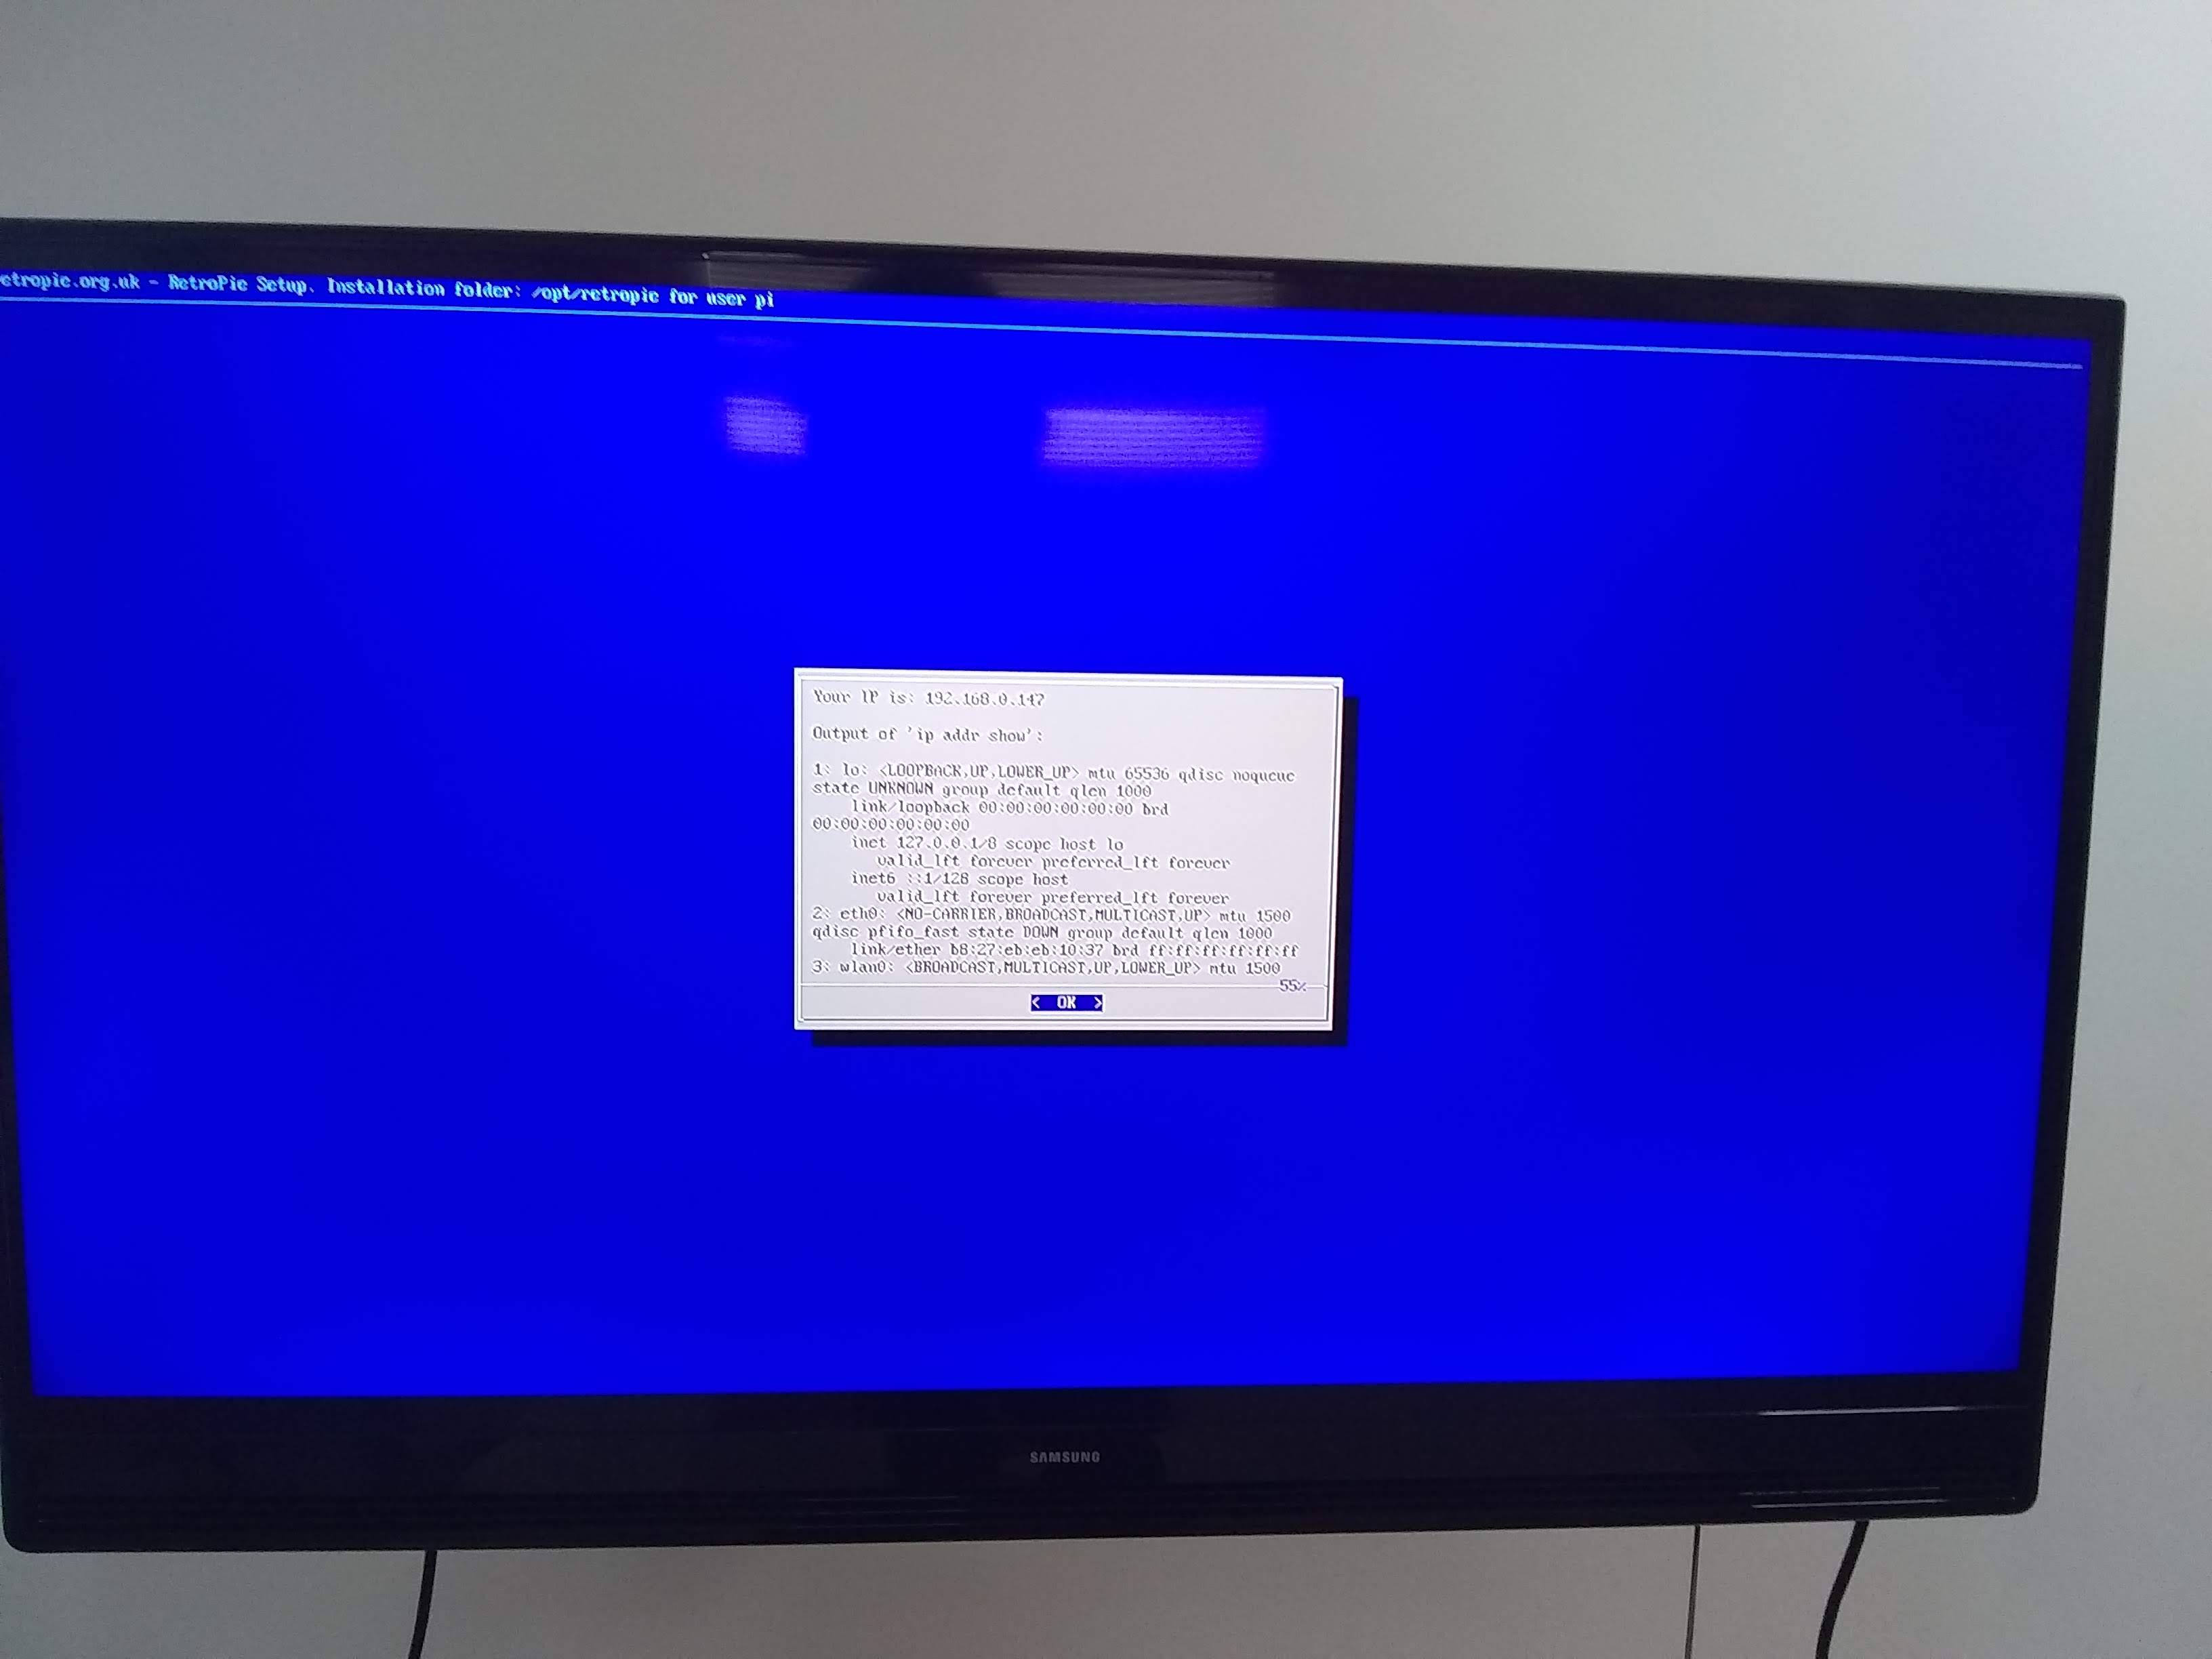 etropie.org.uk - RetroPie Setup. Installation folder: /opt/retropie for user pi
Your IP is: 192.168.0.147
Output of 'ip addr show':
1: lo: <LOOPBACK,UP,LOWER_UP> mtu 65536 qdisc noqueue
state UNKNOWN group default qlen 1000
link/loopback 00:00:00:00:00:00 brd
00:00:00:00:00:00
inet 127.0.0.1/8 scope host lo
valid_lft forever preferred_lft forever
inet6 ::1/128 scope host
valid_lft forever preferred_lft forever
2: eth0: <NO-CARRIER,BROADCAST,MULTICAST,UP> mtu 1500
qdisc pfifo_fast state DOWN group default qlen 1000
link/ether b8:27:eb:eb:10:37 brd ff:ff:ff:ff:ff:ff
3: wlan0: <BROADCAST,MULTICAST,UP,LOWER_UP> mtu 1500
55%
< OK >
SAMSUNG